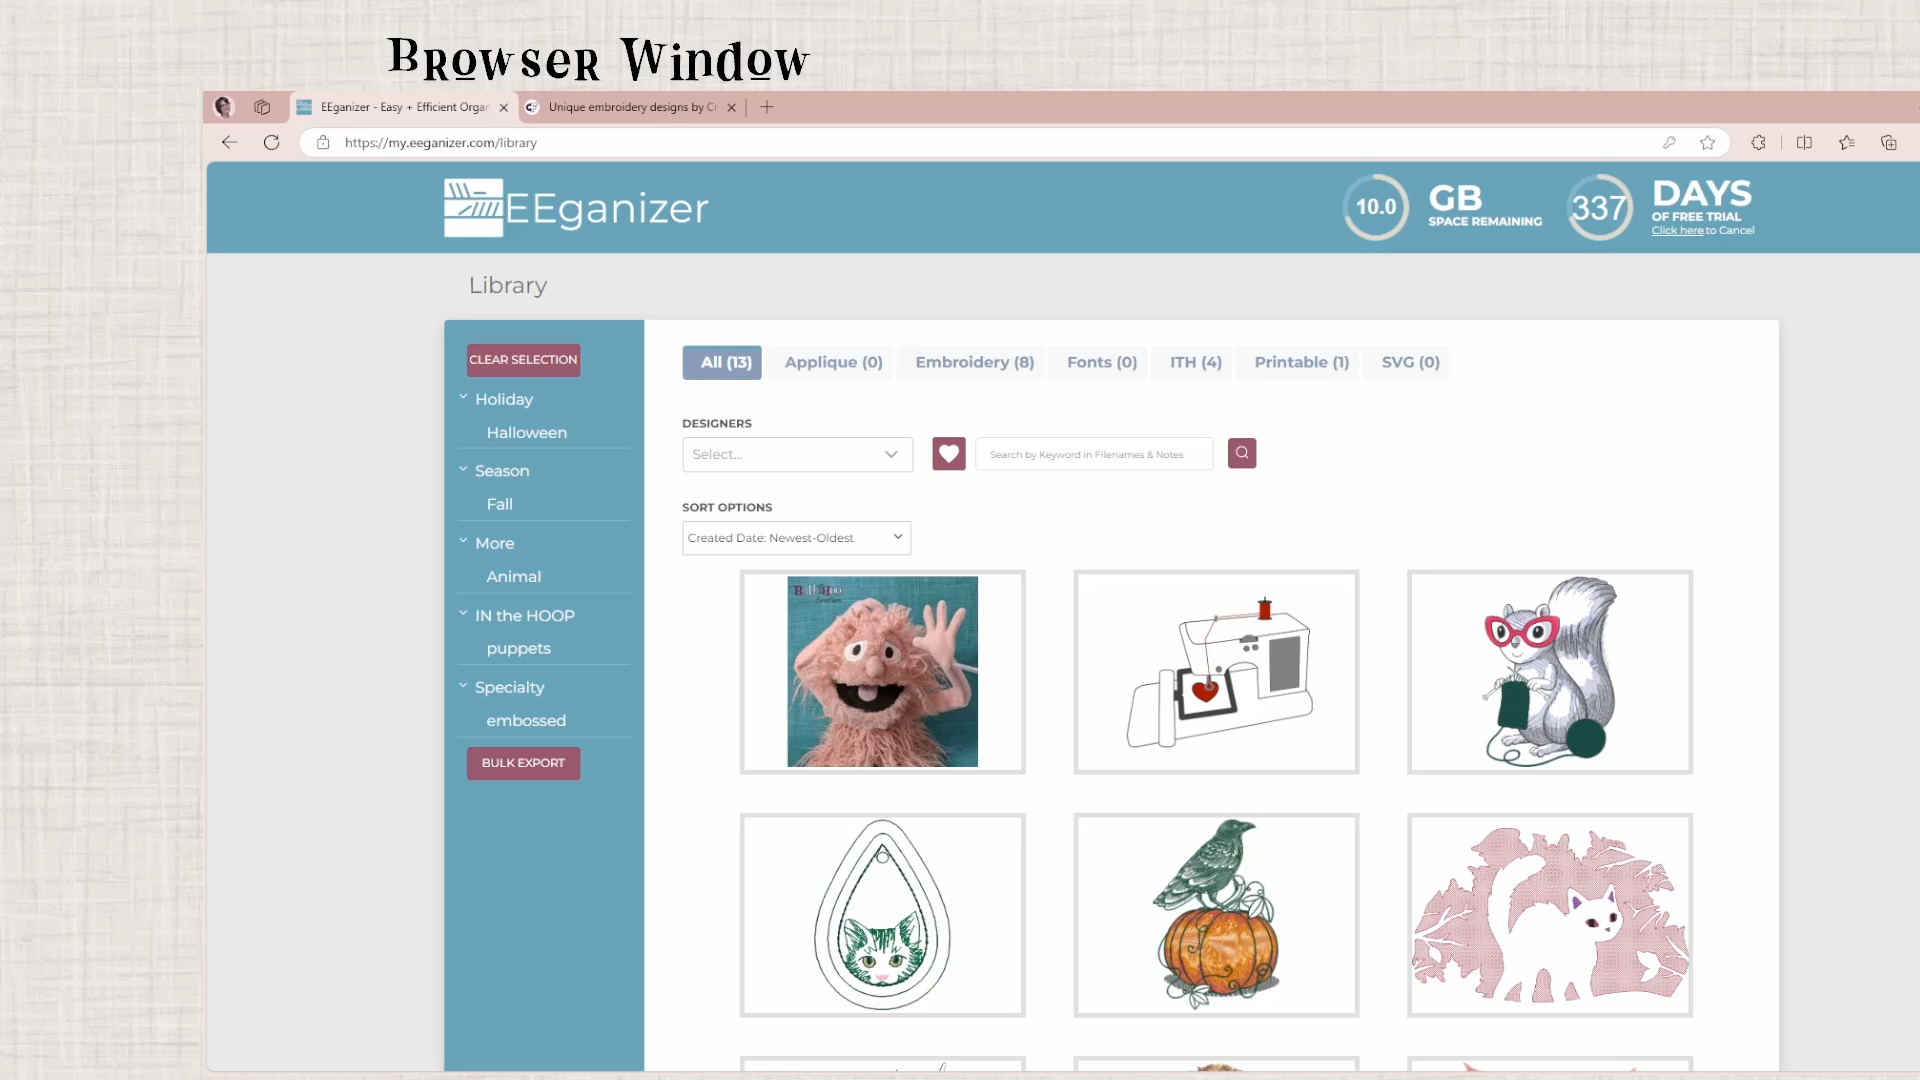 Browser Window
EEganizer - Easy + Efficient Organ
Unique embroidery designs by Cr
https://my.eeganizer.com/library
EEganizer
10.0
GB
SPACE REMAINING
337
DAYS
OF FREE TRIAL
Click here to Cancel
Library
CLEAR SELECTION
Holiday
Halloween
Season
Fall
More
Animal
IN the HOOP
puppets
Specialty
embossed
BULK EXPORT
All (13)
Applique (0)
Embroidery (8)
Fonts (0)
ITH (4)
Printable (1)
SVG (0)
DESIGNERS
Select...
Search by Keyword in Filenames & Notes
SORT OPTIONS
Created Date: Newest-Oldest